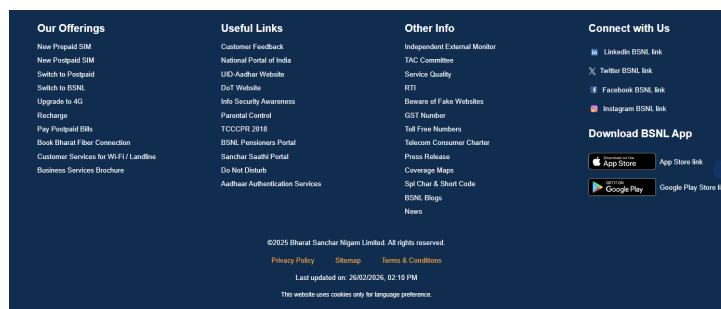 Our Offerings
New Prepaid SIM
New Postpaid SIM
Switch to Postpaid
Switch to BSNL
Upgrade to 4G
Recharge
Pay Postpaid Bills
Book Bharat Fiber Connection
Customer Services for Wi-Fi / Landline
Business Services Brochure
Useful Links
Customer Feedback
National Portal of India
UID-Aadhar Website
DoT Website
Info Security Awareness
Parental Control
TCCCPR 2018
BSNL Pensioners Portal
Sanchar Saathi Portal
Do Not Disturb
Aadhaar Authentication Services
Other Info
Independent External Monitor
TAC Committee
Service Quality
RTI
Beware of Fake Websites
GST Number
Toll Free Numbers
Telecom Consumer Charter
Press Release
Coverage Maps
Spl Char & Short Code
BSNL Blogs
News
Connect with Us
Linkedin BSNL link
Twitter BSNL link
Facebook BSNL link
Instagram BSNL link
Download BSNL App
Download on the
App Store
App Store link
GET IT ON
Google Play
Google Play Store li
©2025 Bharat Sanchar Nigam Limited. All rights reserved.
Privacy Policy Sitemap Terms & Conditions
Last updated on: 26/02/2026, 02:10 PM
This website uses cookies only for language preference.